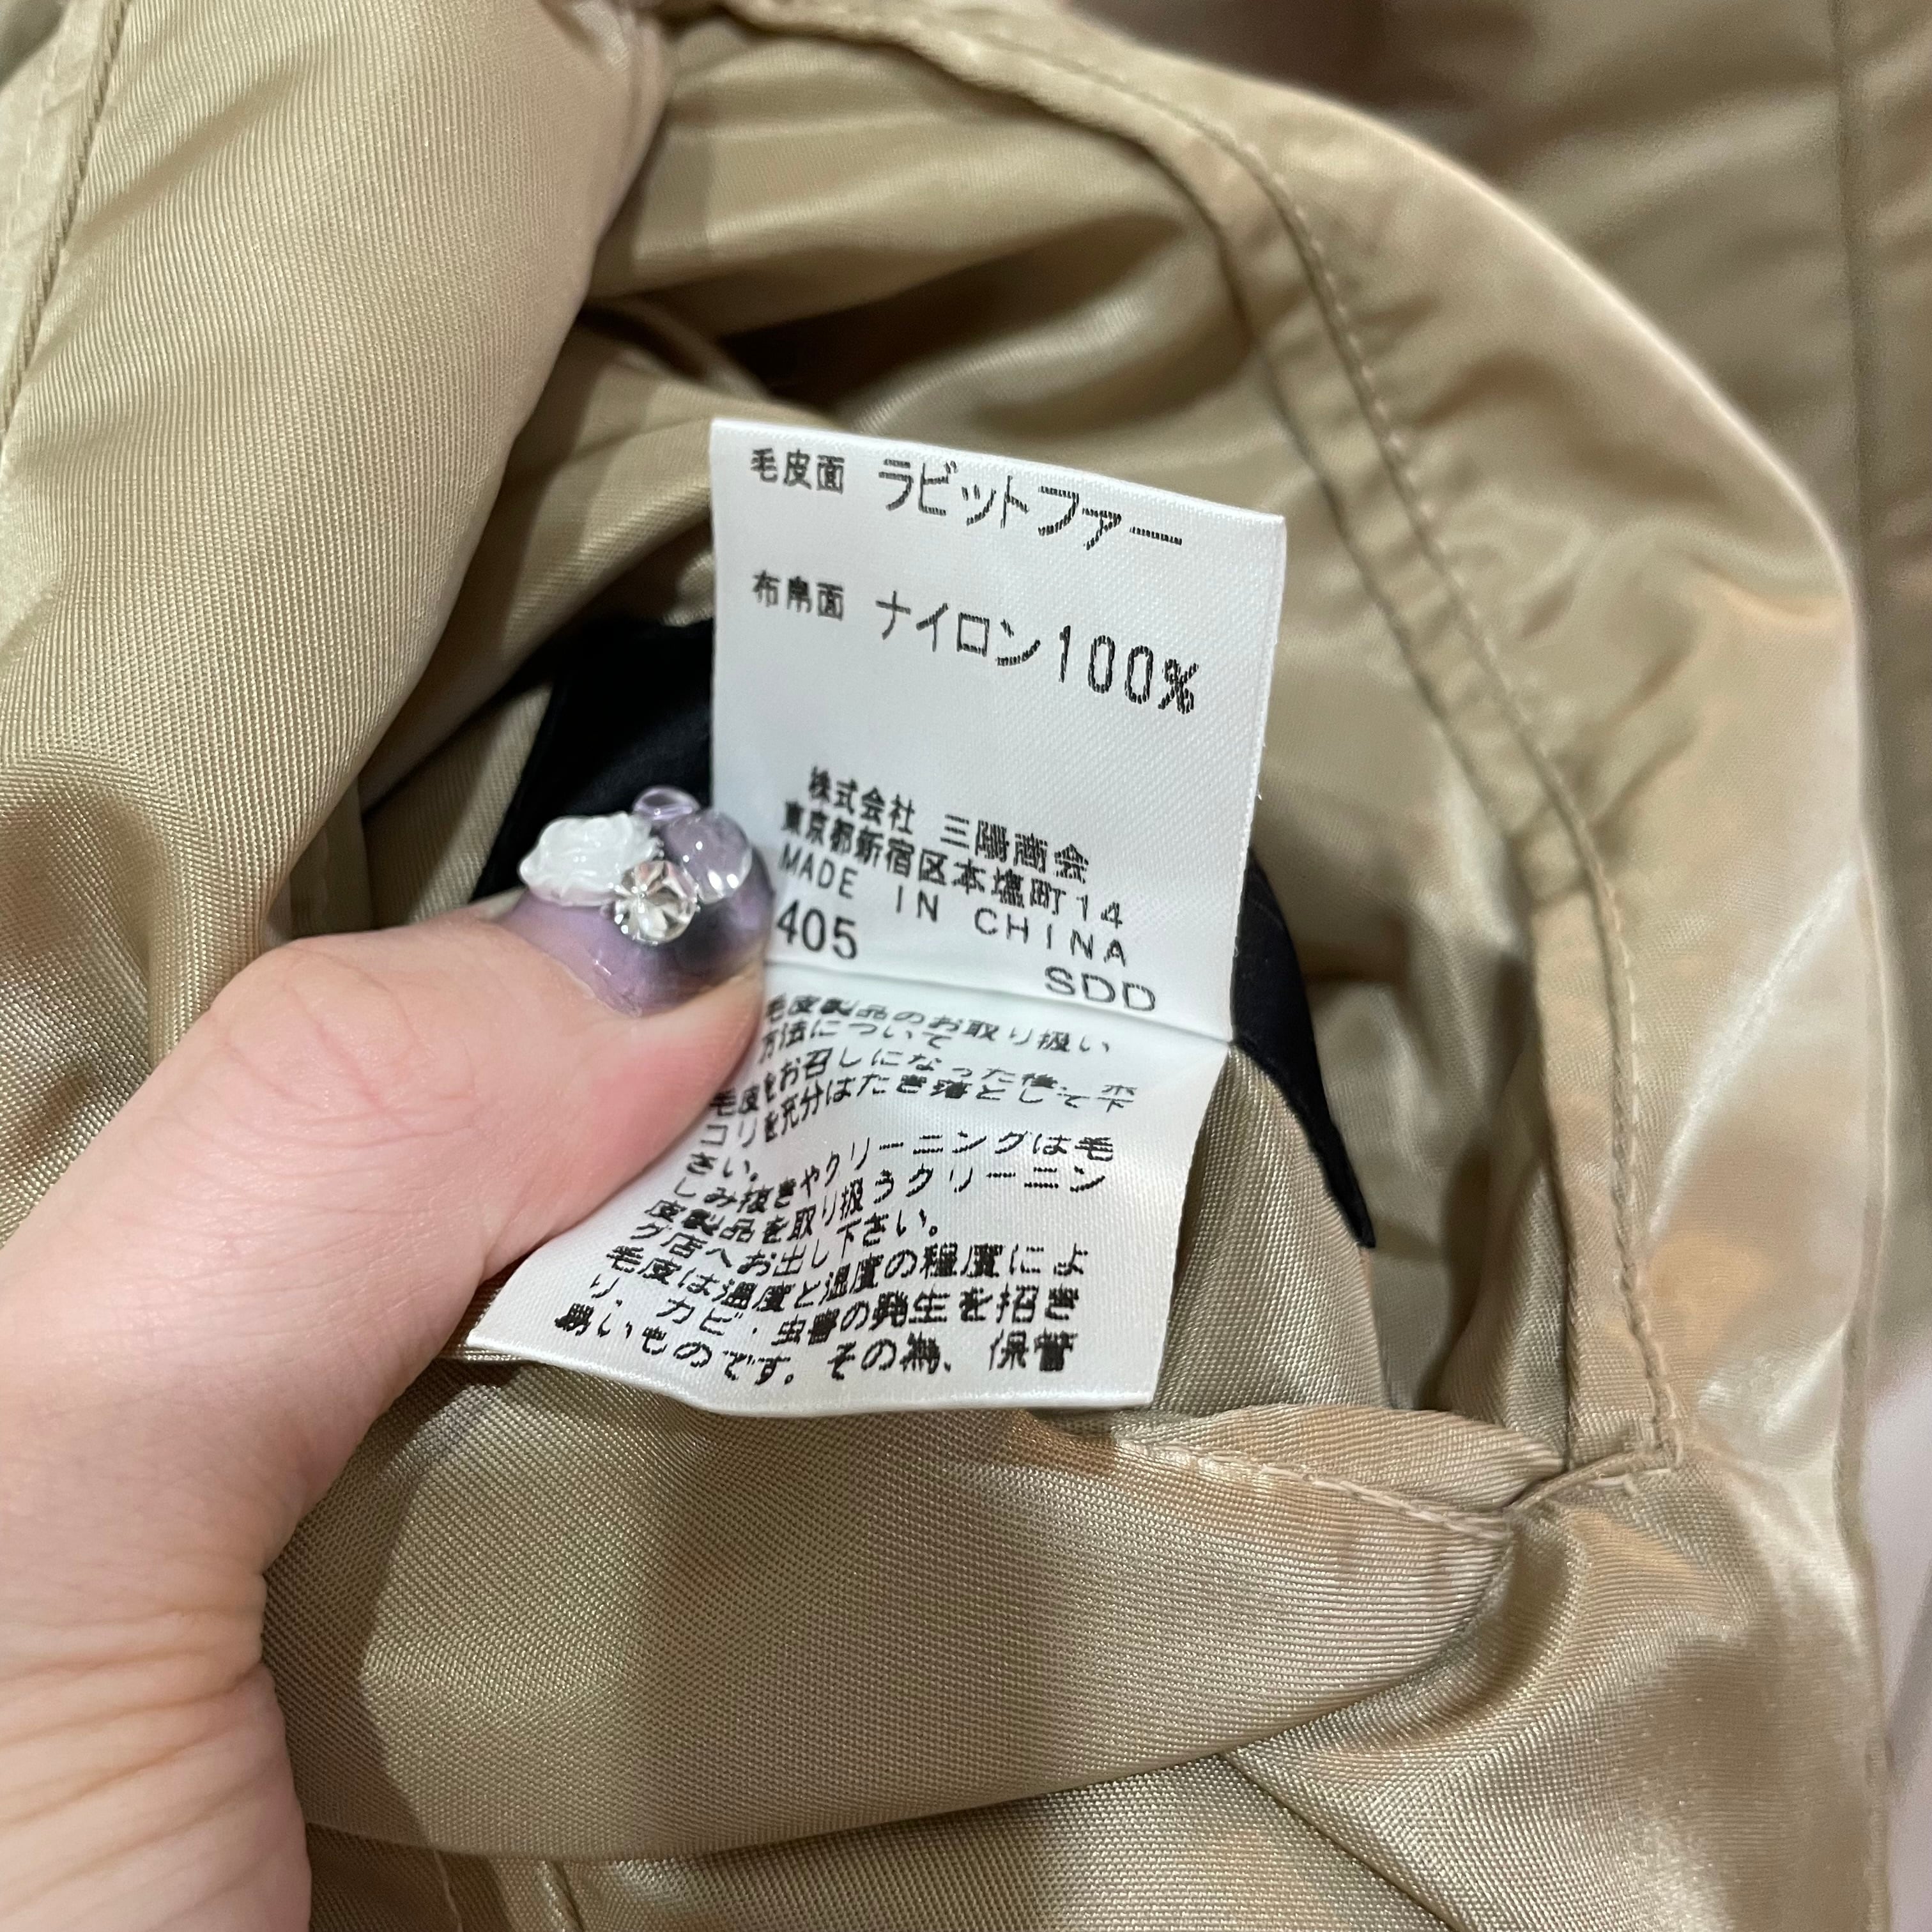 毛皮面 ラビットファー
布帛面 ナイロン100%
株式会社 三陽商会
東京都新宿区本塩町14
MADE IN CHINA
405
SDD
毛皮製品のお取り扱い
方法について
毛皮をお召しになった後、ホ
コリを充分はたき落として下
さい。
しみ抜きやクリーニングは毛
皮製品を取り扱うクリーニン
グ店へお出し下さい。
毛皮は温度と湿度の程度によ
り、カビ・虫害の発生を招き
易いものです。その為、保管